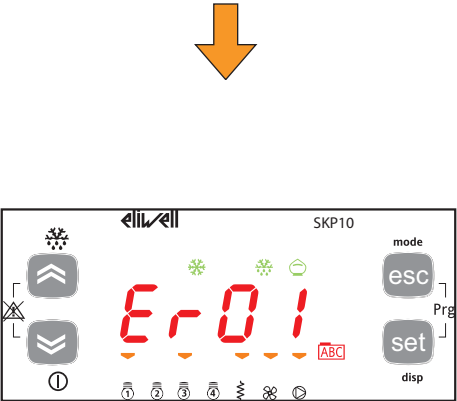 eliwell
SKP10
mode
esc
Er01
Prg
ABC
set
disp
1 2 3 4